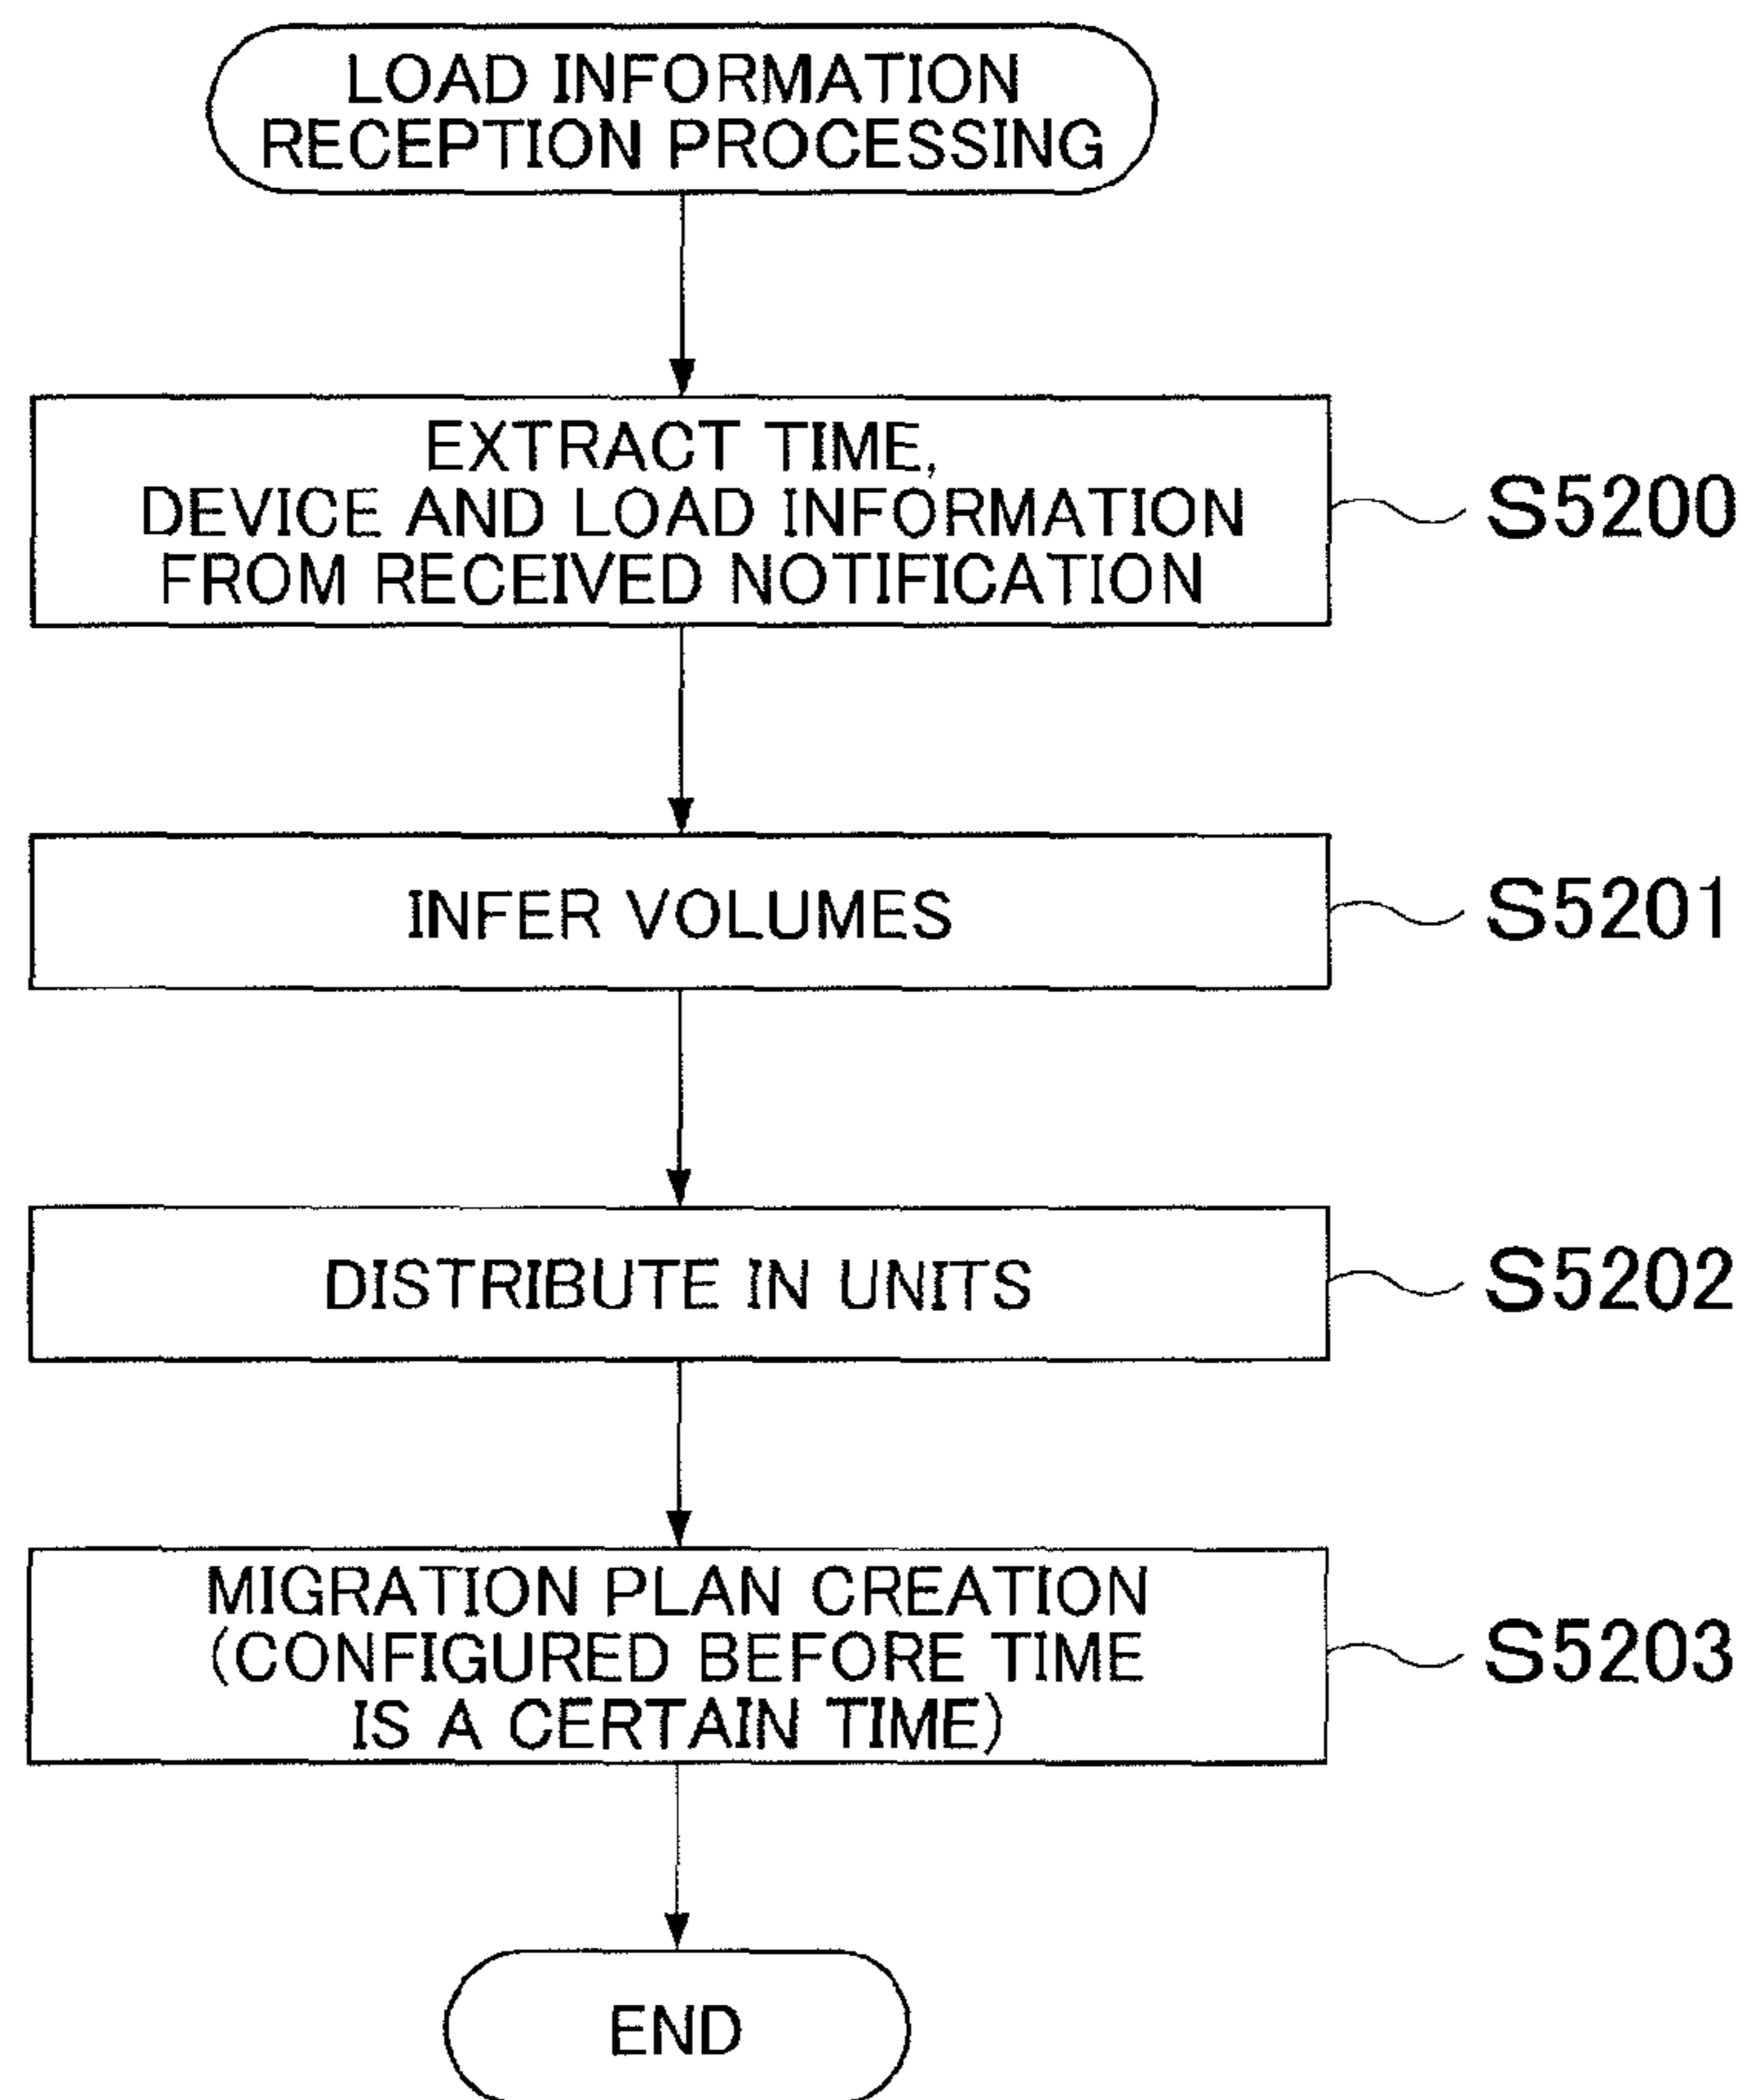 LOAD INFORMATION
RECEPTION PROCESSING
EXTRACT TIME,
DEVICE AND LOAD INFORMATION
FROM RECEIVED NOTIFICATION
S5200
INFER VOLUMES
S5201
DISTRIBUTE IN UNITS
S5202
MIGRATION PLAN CREATION
(CONFIGURED BEFORE TIME
IS A CERTAIN TIME)
S5203
END